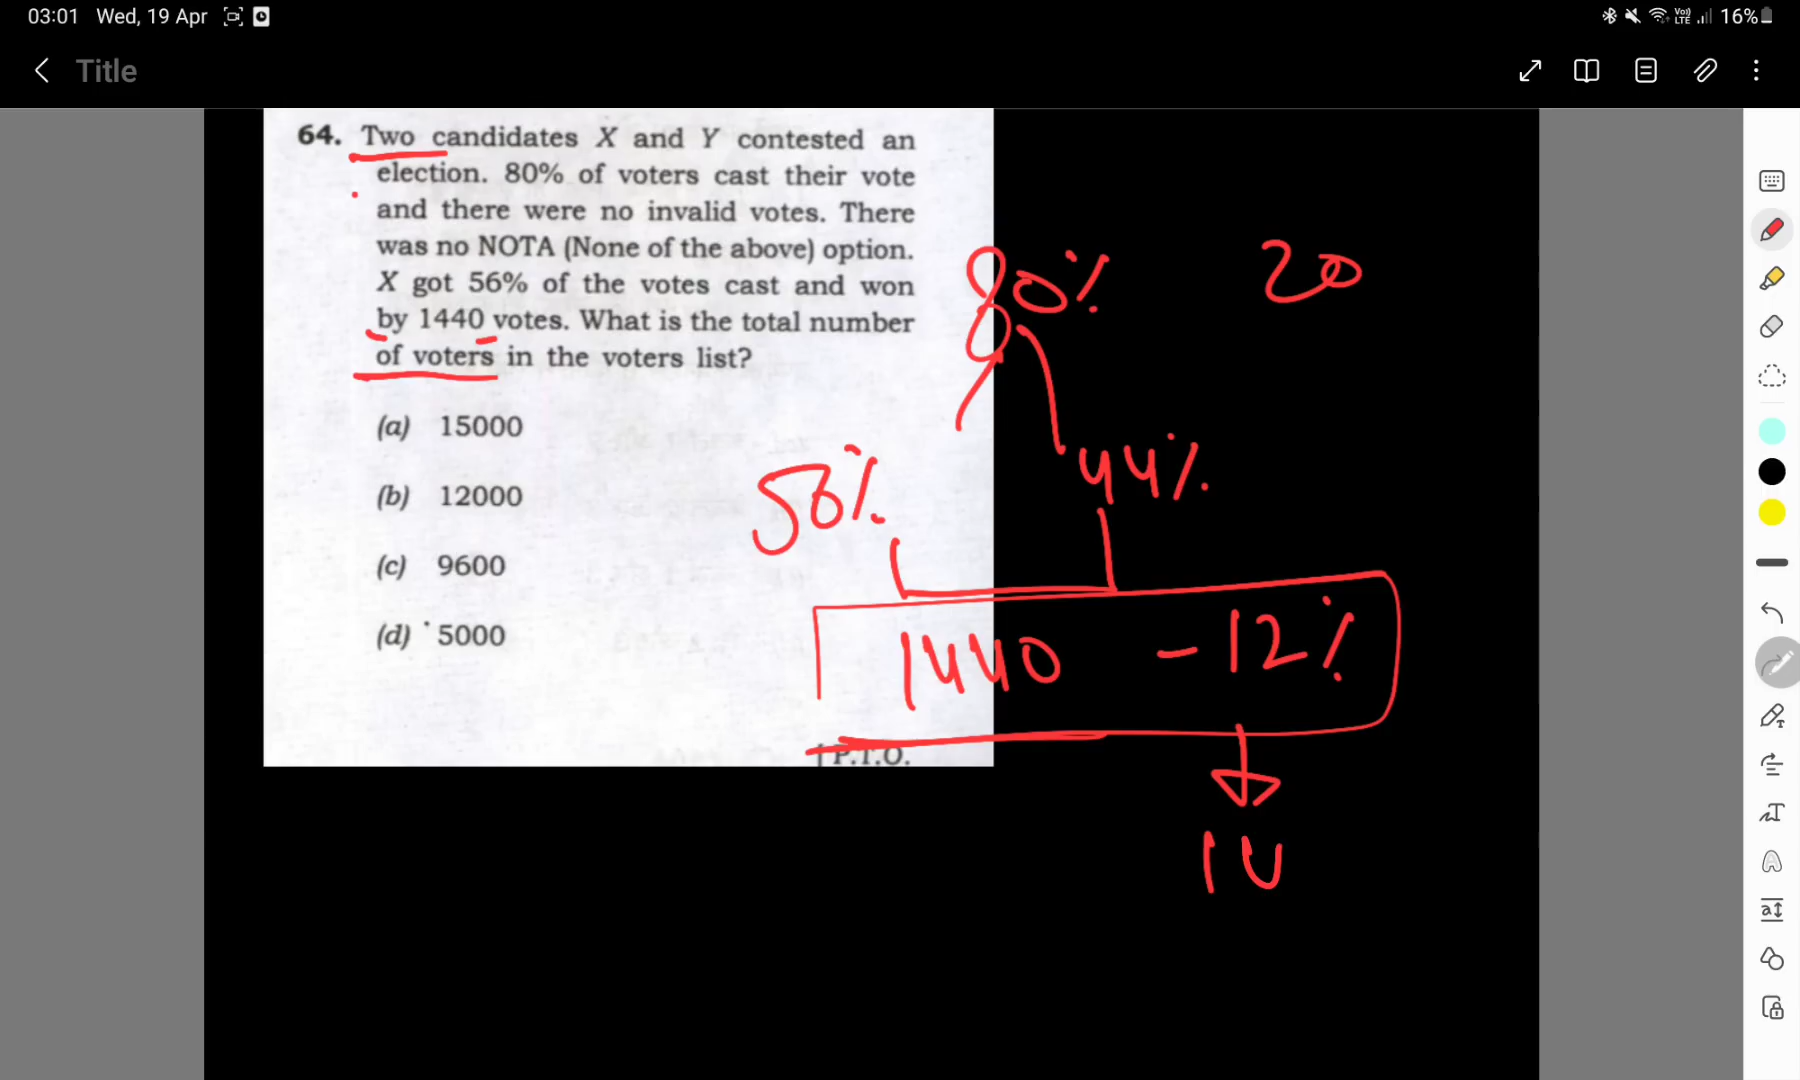 03:01 Wed, 19 Apr
Vo)) LTE 16%
Title
64. Two candidates X and Y contested an
election. 80% of voters cast their vote
and there were no invalid votes. There
was no NOTA (None of the above) option.
X got 56% of the votes cast and won
by 1440 votes. What is the total number
of voters in the voters list?
(a) 15000
(b) 12000
(c) 9600
(d) 5000
P.T.O.
80%
20
56%
44%
1440 - 12%